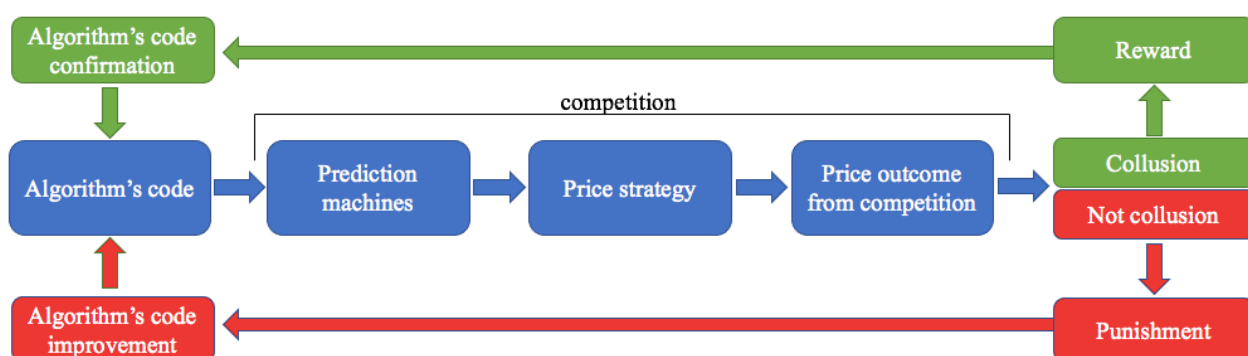 Algorithm's code
confirmation
Reward
competition
Algorithm's code
Prediction
machines
Price strategy
Price outcome
from competition
Collusion
Not collusion
Algorithm's code
improvement
Punishment